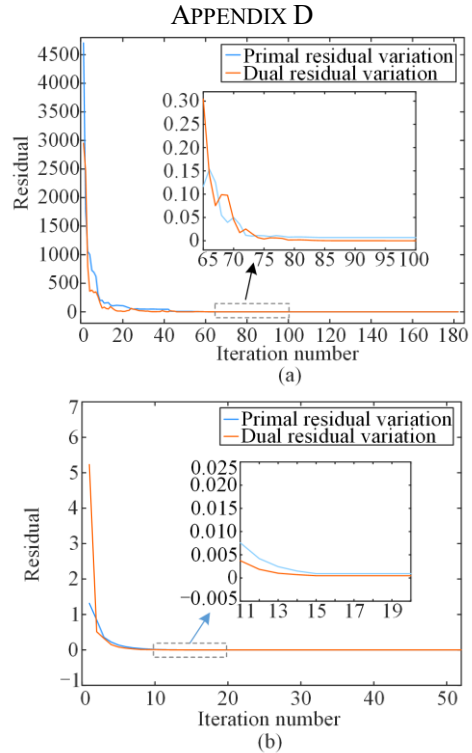 APPENDIX D
Primal residual variation
Dual residual variation
Residual
4500
4000
3500
3000
2500
2000
1500
1000
500
0
0.30
0.25
0.20
0.15
0.10
0.05
0
65 70 75 80 85 90 95 100
0 20 40 60 80 100 120 140 160 180
Iteration number
(a)
Primal residual variation
Dual residual variation
Residual
7
6
5
4
3
2
1
0
−1
0.025
0.020
0.015
0.010
0.005
0
−0.005
11 13 15 17 19
0 10 20 30 40 50
Iteration number
(b)